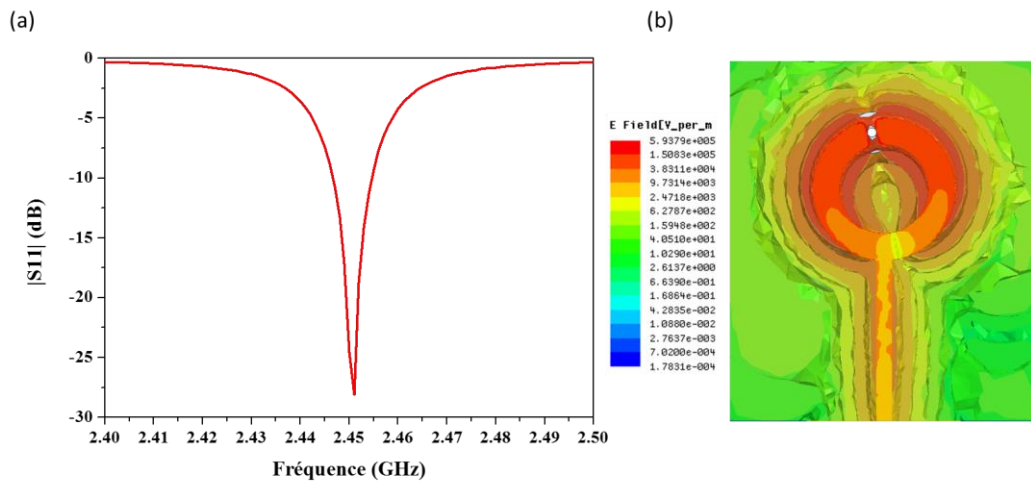 (a)
(b)
0
-5
-10
-15
-20
-25
-30
|S11| (dB)
2.40
2.41
2.42
2.43
2.44
2.45
2.46
2.47
2.48
2.49
2.50
Fréquence (GHz)
E Field[V_per_m
5.9379e+005
1.5083e+005
3.8311e+004
9.7314e+003
2.4718e+003
6.2787e+002
1.5948e+002
4.0510e+001
1.0290e+001
2.6137e+000
6.6390e-001
1.6864e-001
4.2835e-002
1.0880e-002
2.7637e-003
7.0200e-004
1.7831e-004